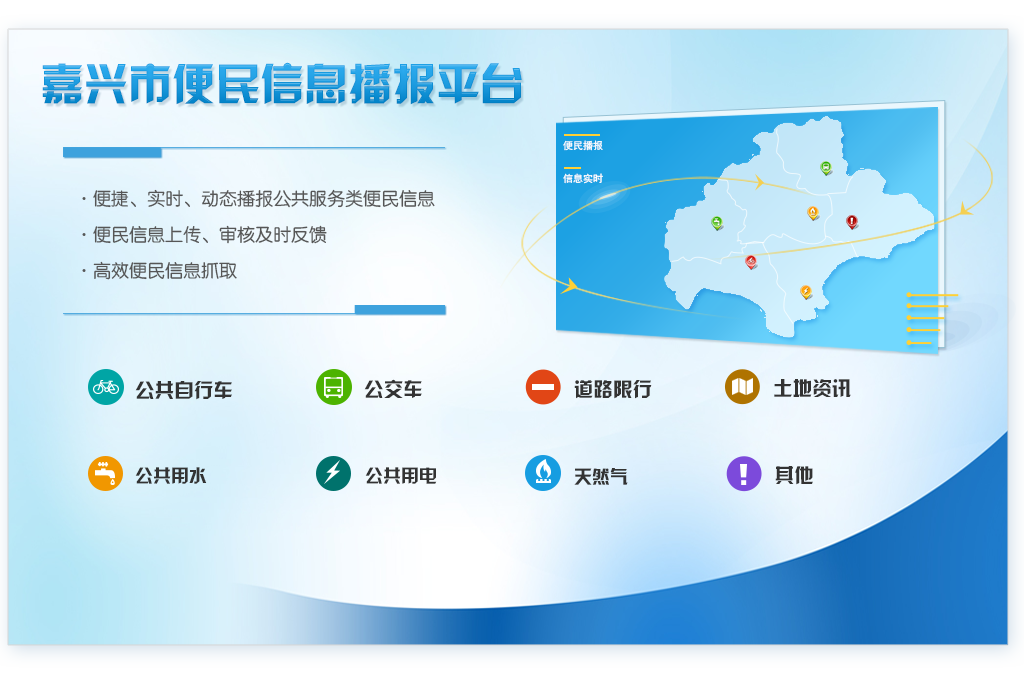 嘉兴市便民信息播报平台
便民播报
信息实时
· 便捷、实时、动态播报公共服务类便民信息
· 便民信息上传、审核及时反馈
· 高效便民信息抓取
公共自行车
公交车
道路限行
土地资讯
公共用水
公共用电
天然气
其他